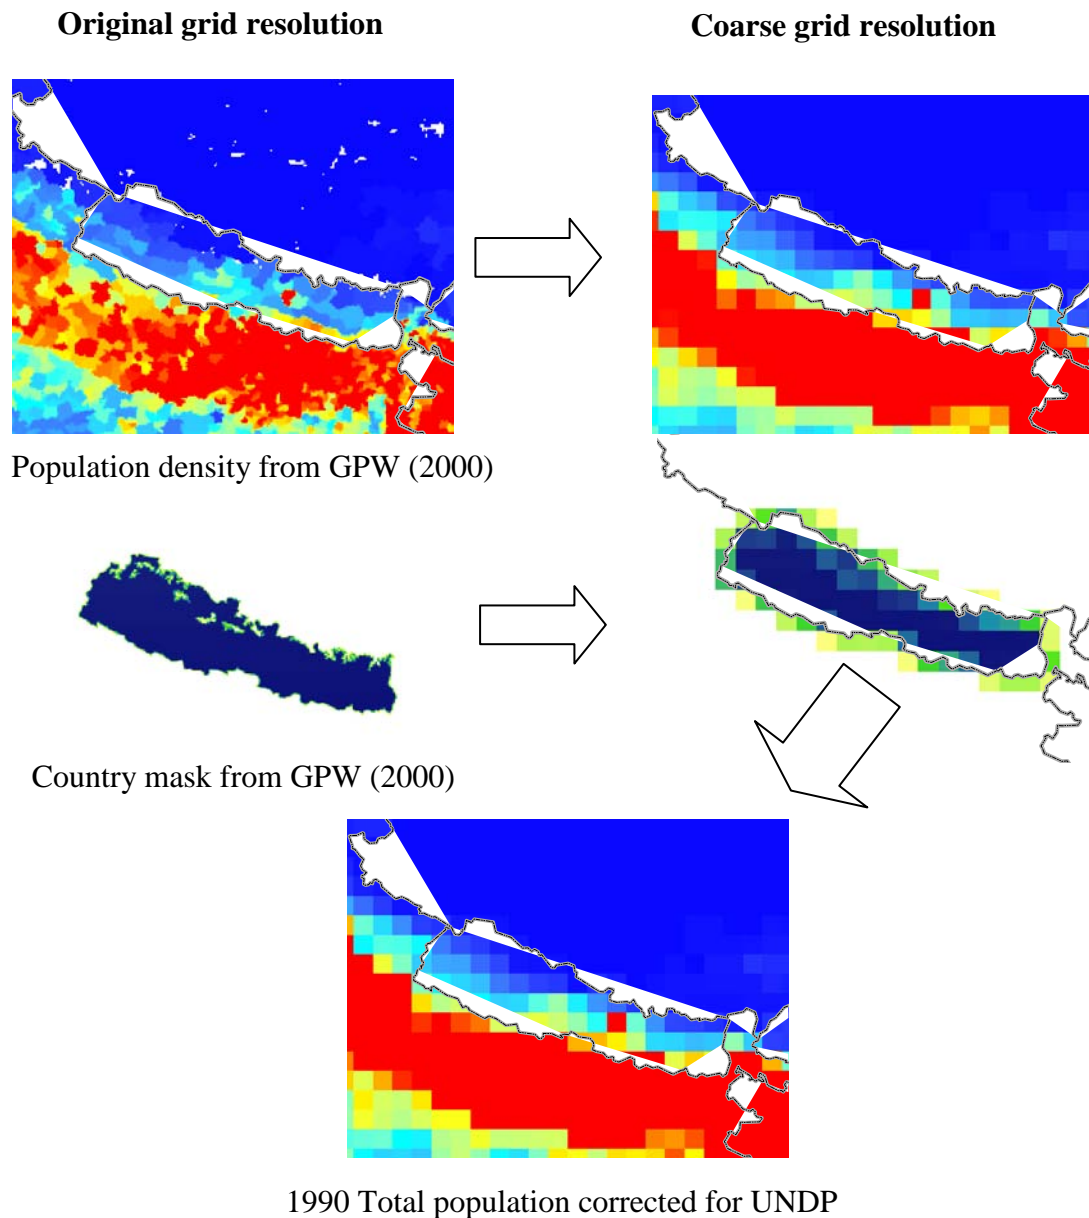 Original grid resolution
Coarse grid resolution
Population density from GPW (2000)
Country mask from GPW (2000)
1990 Total population corrected for UNDP